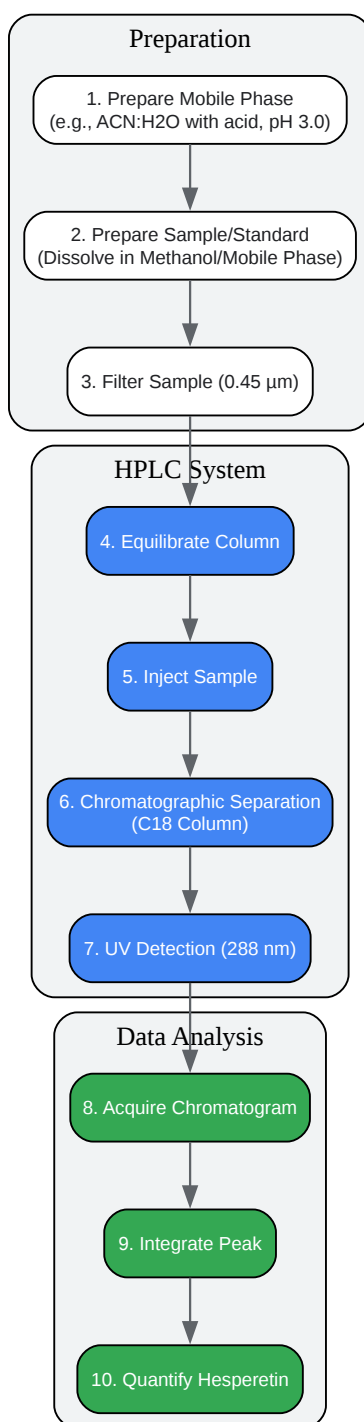 Preparation
1. Prepare Mobile Phase
(e.g., ACN:H2O with acid, pH 3.0)
2. Prepare Sample/Standard
(Dissolve in Methanol/Mobile Phase)
3. Filter Sample (0.45 µm)
HPLC System
4. Equilibrate Column
5. Inject Sample
6. Chromatographic Separation
(C18 Column)
7. UV Detection (288 nm)
Data Analysis
8. Acquire Chromatogram
9. Integrate Peak
10. Quantify Hesperetin